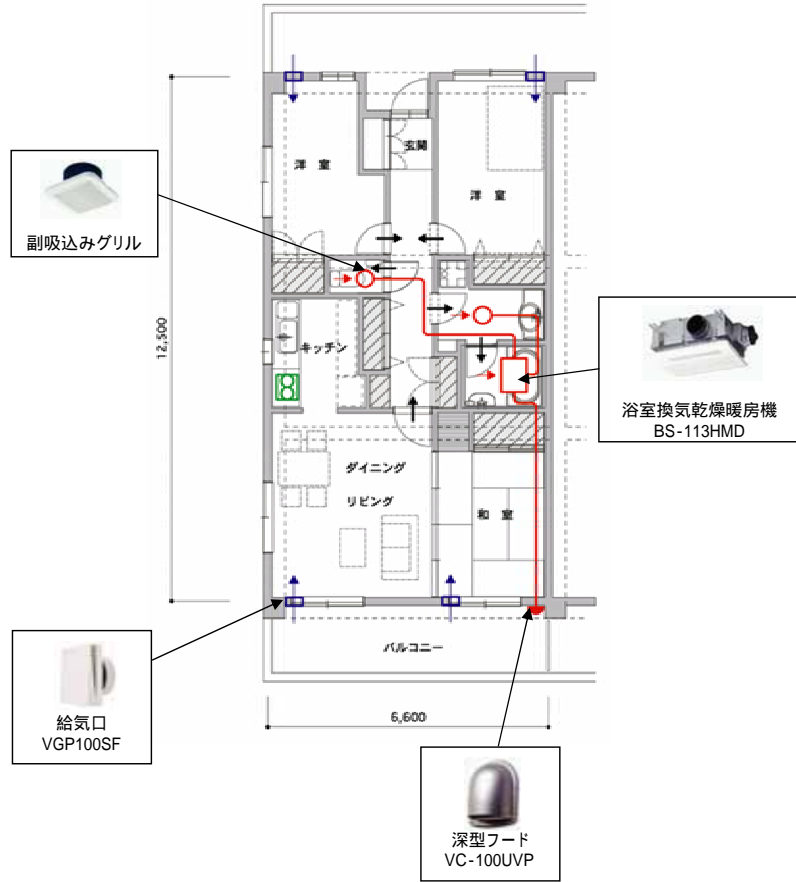 玄関
洋 室
洋 室
副吸込みグリル
12,500
キッチン
浴室換気乾燥暖房機
BS-113HMD
ダイニング
リビング
和 室
バルコニー
給気口
VGP100SF
6,600
深型フード
VC-100UVP